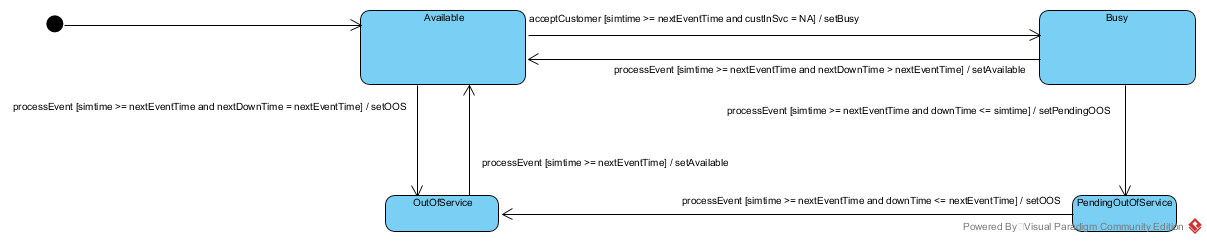 Available
acceptCustomer [simtime >= nextEventTime and custInSvc = NA] / setBusy
Busy
processEvent [simtime >= nextEventTime and nextDownTime > nextEventTime] / setAvailable
processEvent [simtime >= nextEventTime and nextDownTime = nextEventTime] / setOOS
processEvent [simtime >= nextEventTime and downTime <= simtime] / setPendingOOS
processEvent [simtime >= nextEventTime] / setAvailable
OutOfService
processEvent [simtime >= nextEventTime and downTime <= nextEventTime] / setOOS
PendingOutOfService
Powered By Visual Paradigm Community Edition